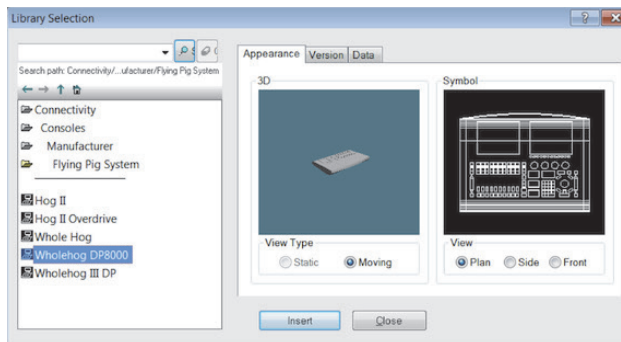 Library Selection
Search path: Connectivity/...ufacturer/Flying Pig System
Connectivity
Consoles
Manufacturer
Flying Pig System
Hog II
Hog II Overdrive
Whole Hog
Wholehog DP8000
Wholehog III DP
Appearance Version Data
3D Symbol
View Type View
Static Moving Plan Side Front
Insert Close